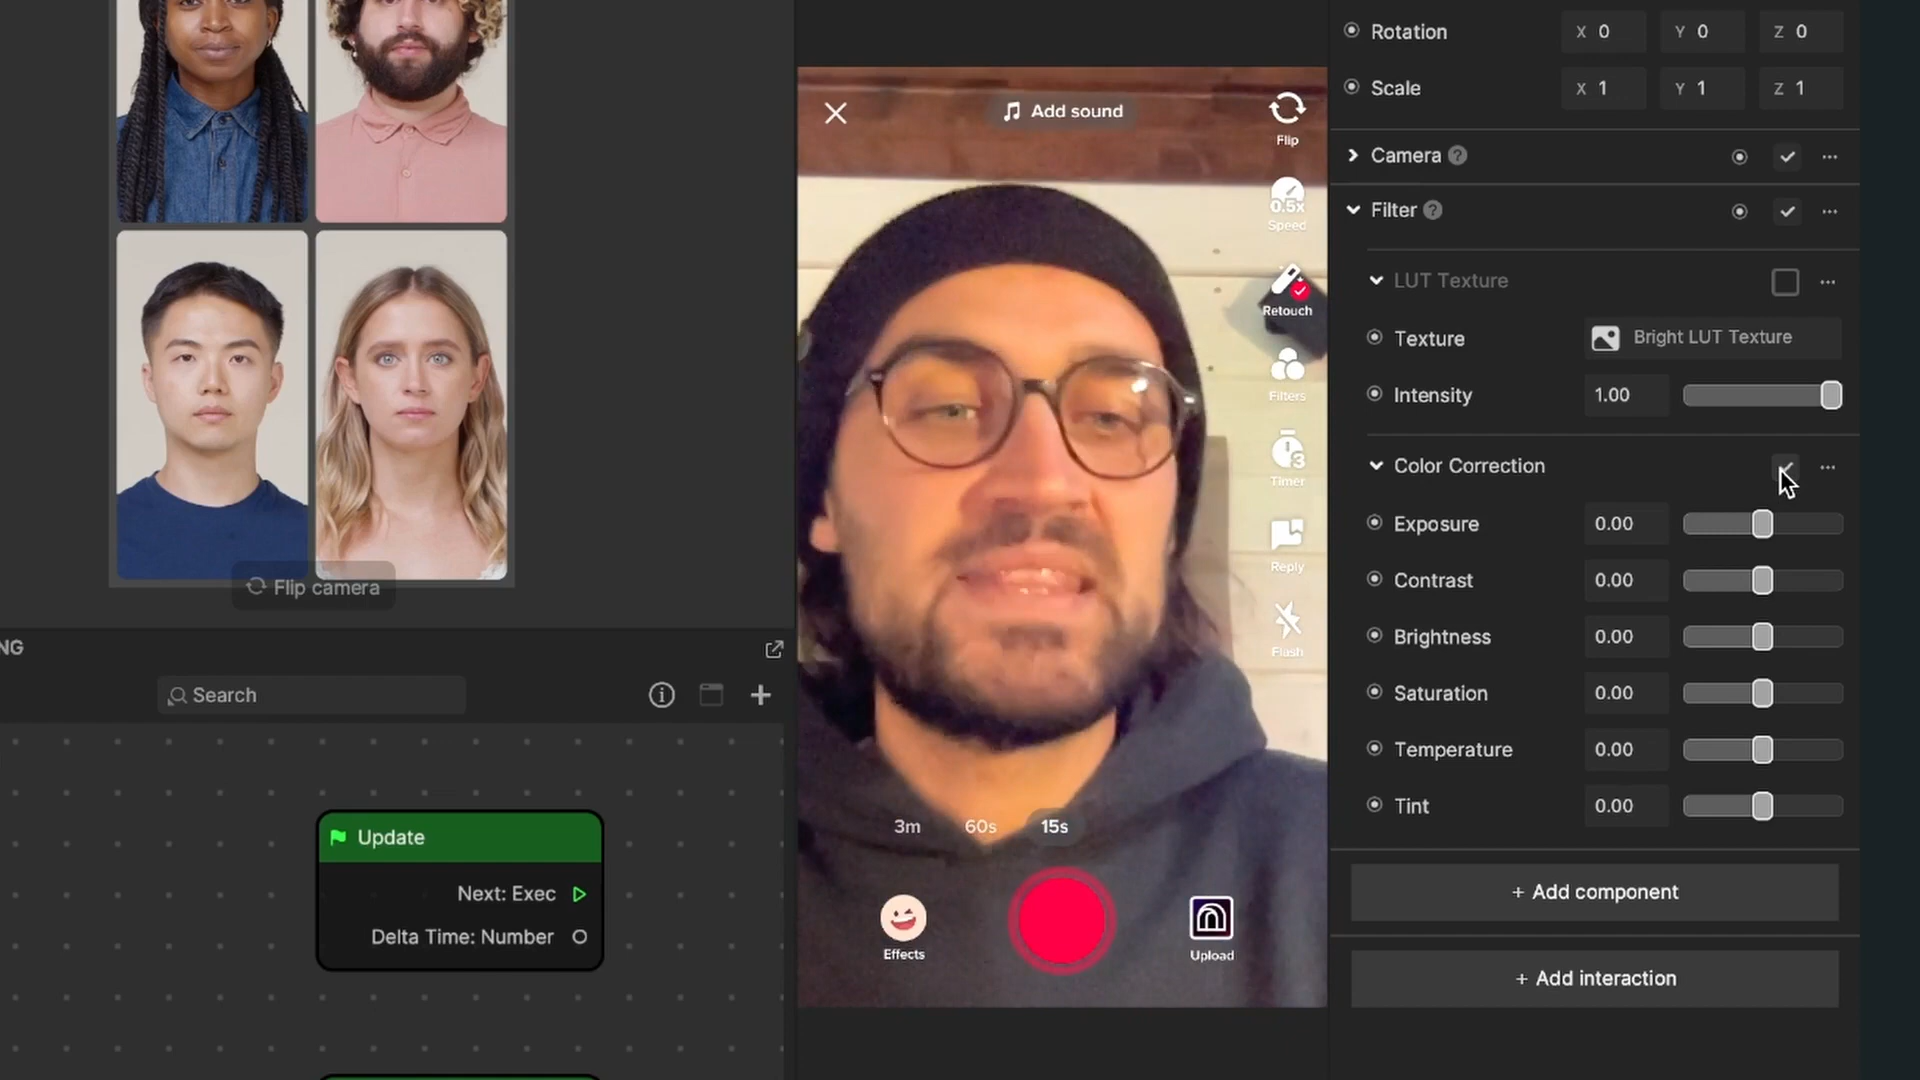 Rotation X 0 Y 0 Z 0
Scale X 1 Y 1 Z 1
Camera ?
Filter ?
LUT Texture
Texture Bright LUT Texture
Intensity 1.00
Color Correction
Exposure 0.00
Contrast 0.00
Brightness 0.00
Saturation 0.00
Temperature 0.00
Tint 0.00
+ Add component
+ Add interaction
Add sound
Flip
0.5x
Speed
Retouch
Filters
3
Timer
Reply
Flash
3m 60s 15s
Effects
Upload
Flip camera
NG
Search
Update
Next: Exec
Delta Time: Number